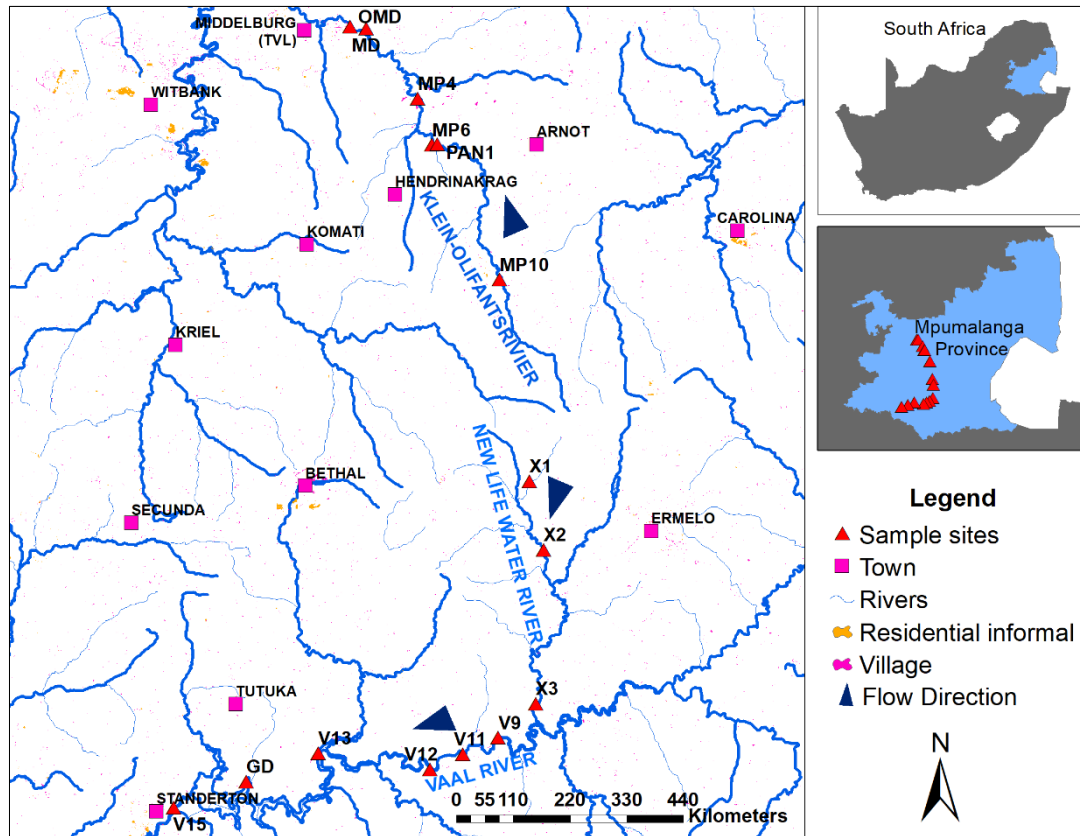 MIDDELBURG
(TVL)
OMD
MD
WITBANK
MP4
MP6
PAN1
ARNOT
HENDRINAKRAG
KLEIN-OLIFANTSRIVIER
CAROLINA
KOMATI
MP10
KRIEL
NEW LIFE WATER RIVER
X1
BETHAL
SECUNDA
X2
ERMELO
TUTUKA
X3
V9
V13
V11
V12
VAAL RIVER
GD
STANDERTON
V15
0 55 110 220 330 440
Kilometers
South Africa
Mpumalanga
Province
Legend
Sample sites
Town
Rivers
Residential informal
Village
Flow Direction
N